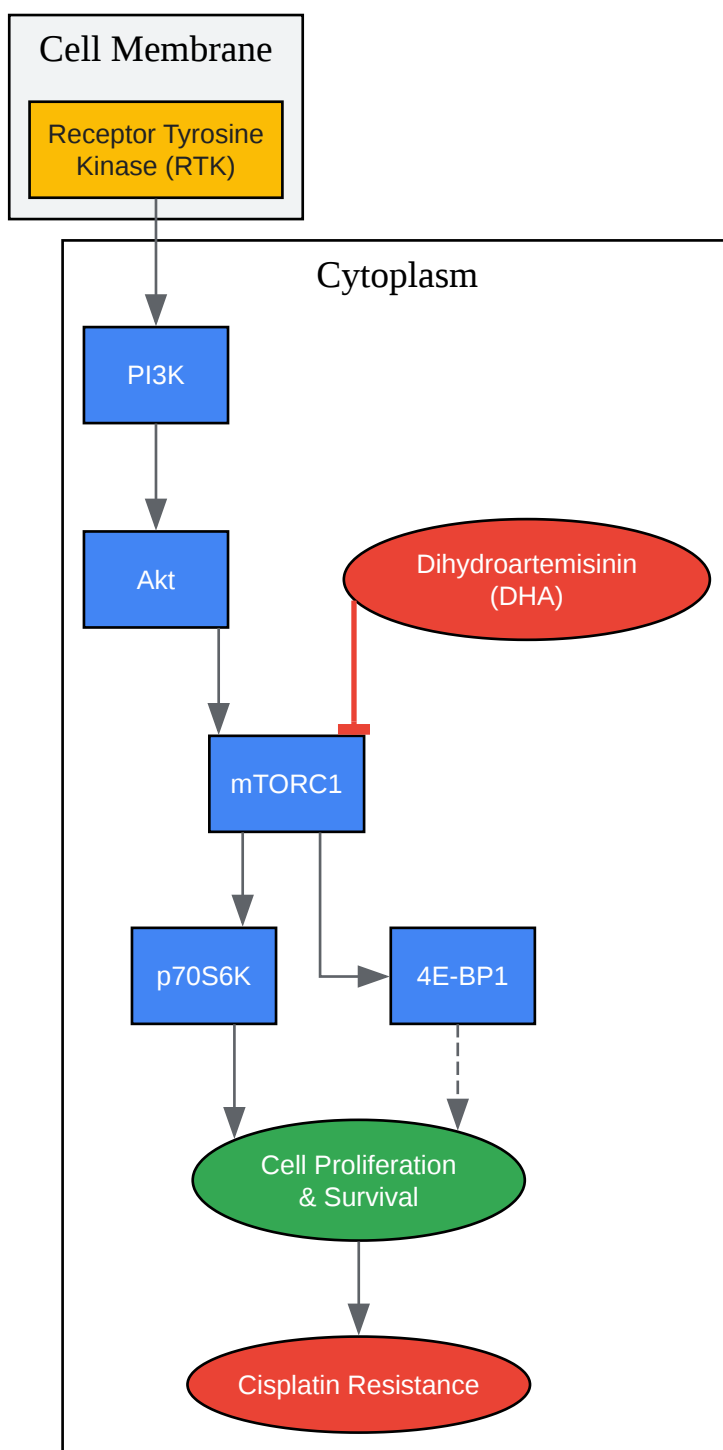 Cell Membrane
Receptor Tyrosine
Kinase (RTK)
Cytoplasm
PI3K
Akt
Dihydroartemisinin
(DHA)
mTORC1
p70S6K
4E-BP1
Cell Proliferation
& Survival
Cisplatin Resistance